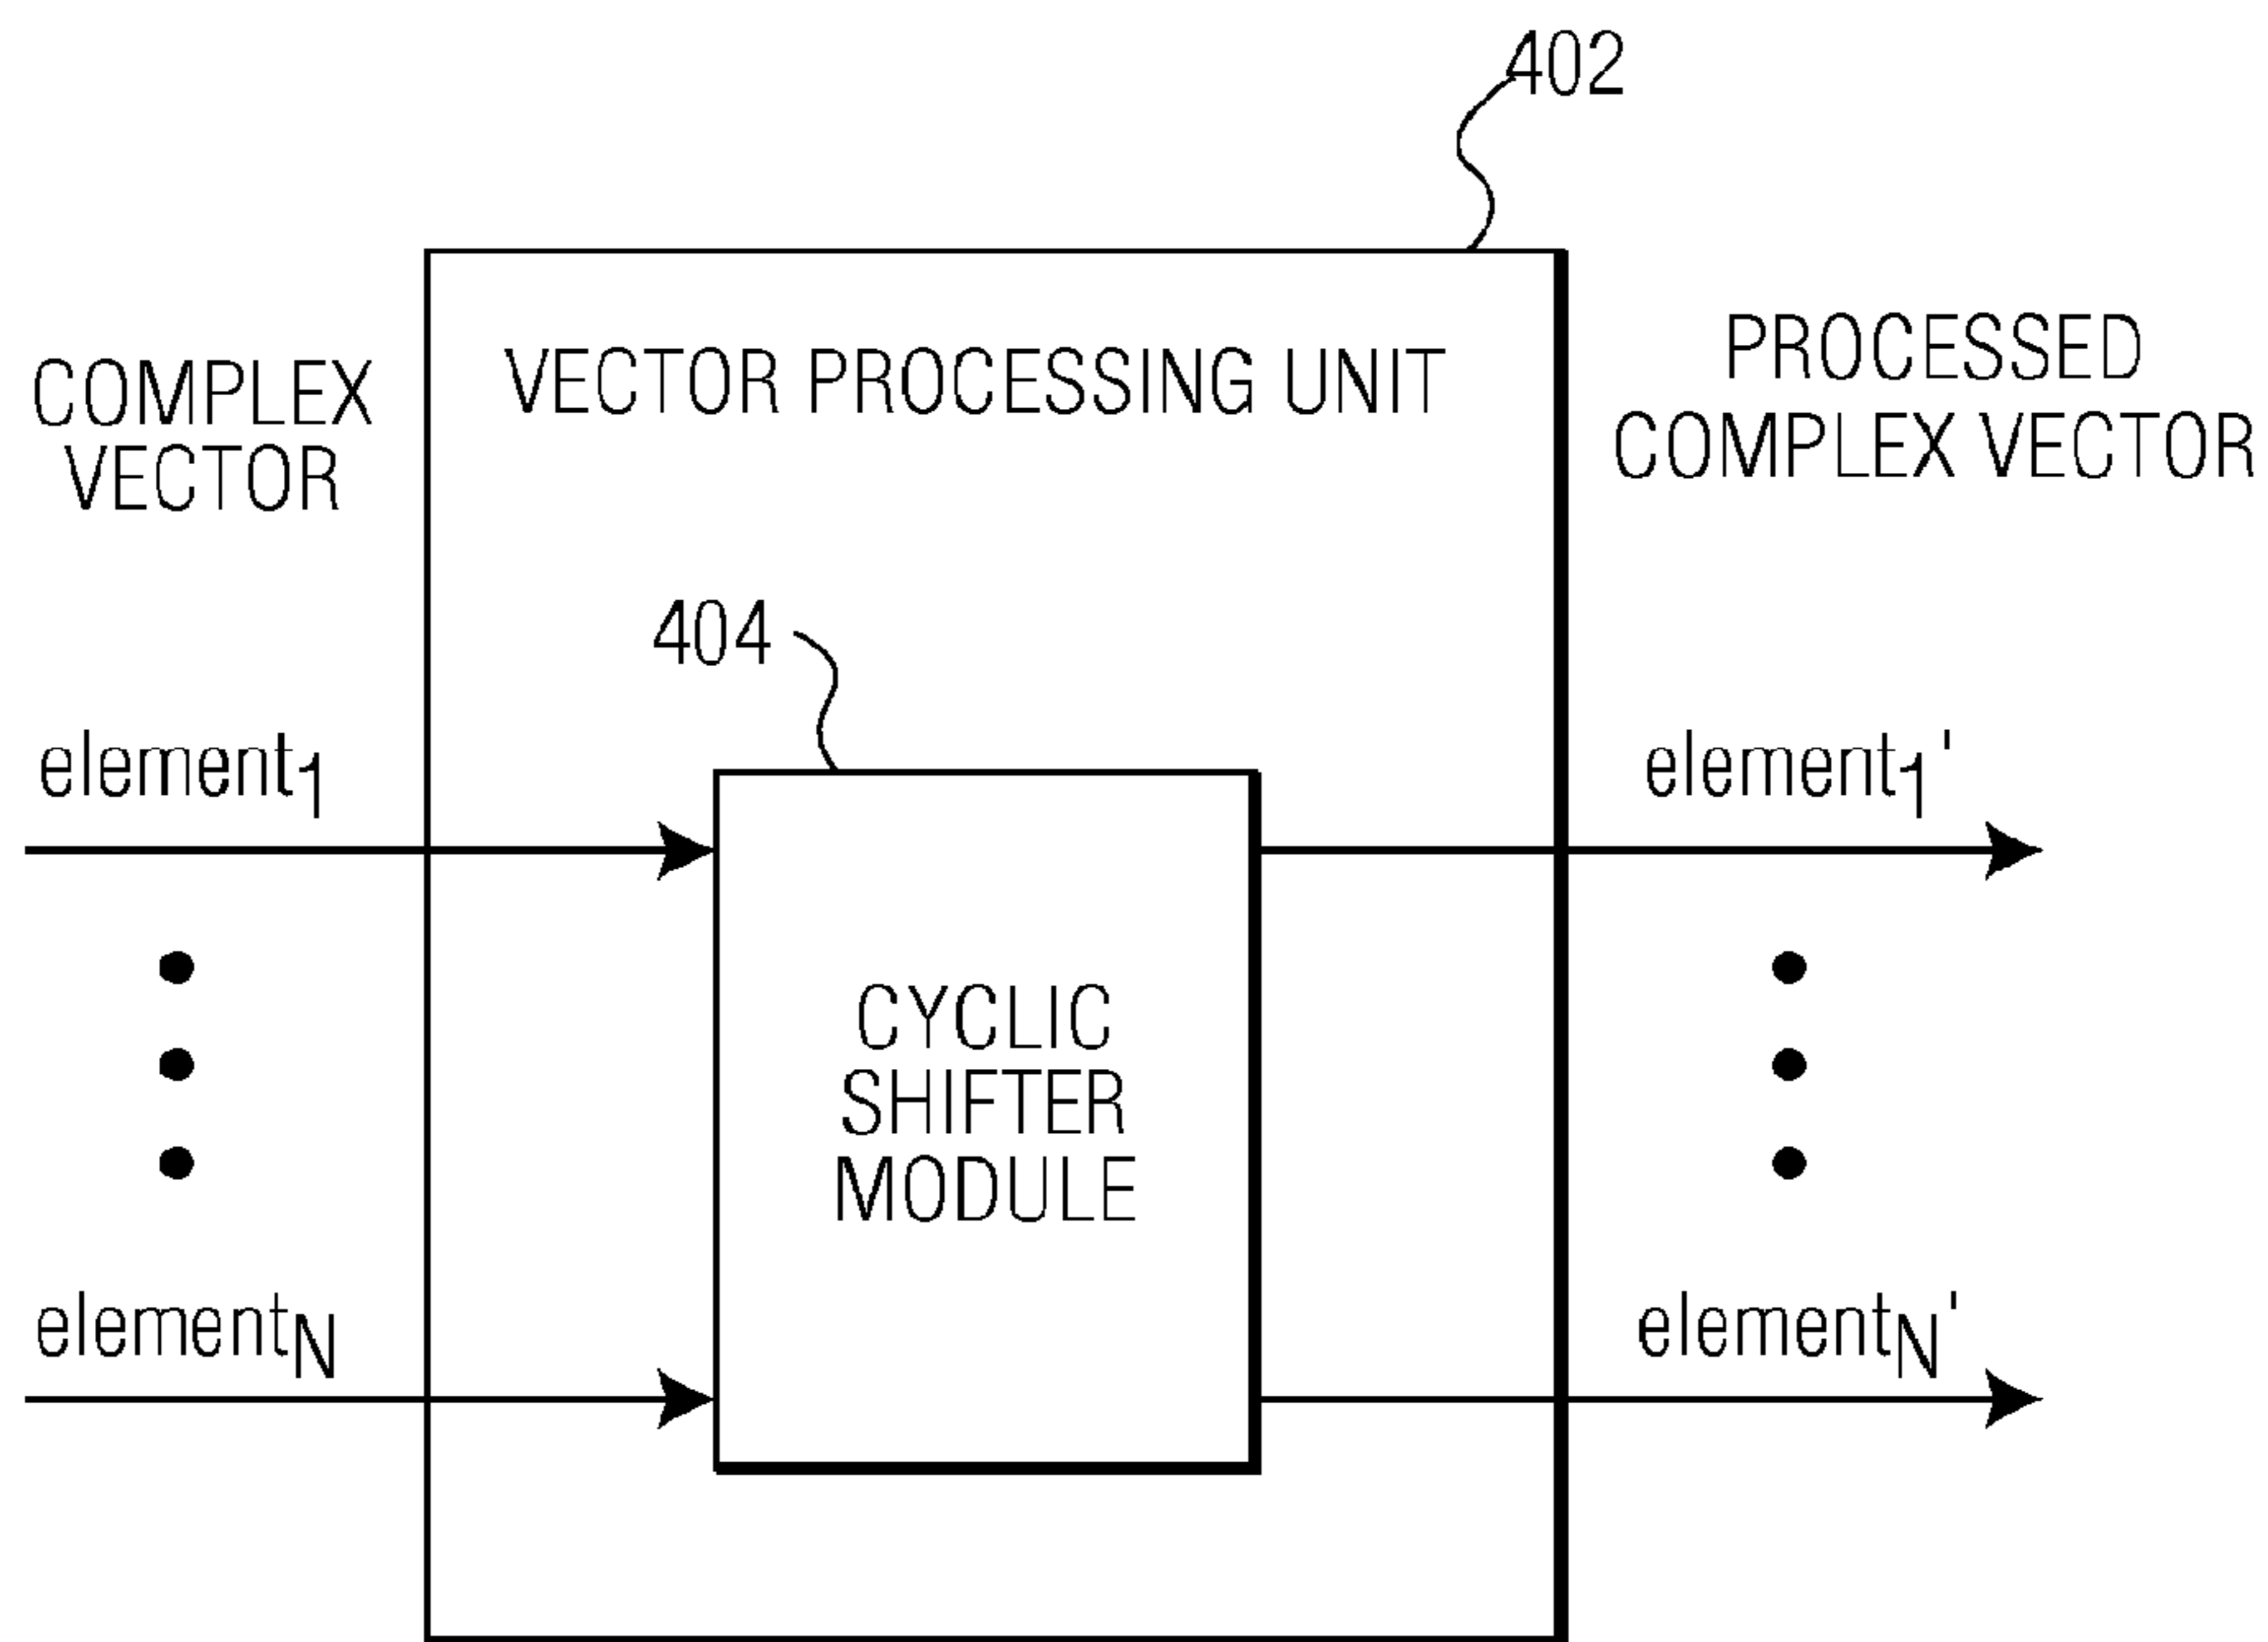 402
COMPLEX
VECTOR
VECTOR PROCESSING UNIT
PROCESSED
COMPLEX VECTOR
404
element1
element1'
CYCLIC
SHIFTER
MODULE
elementN
elementN'